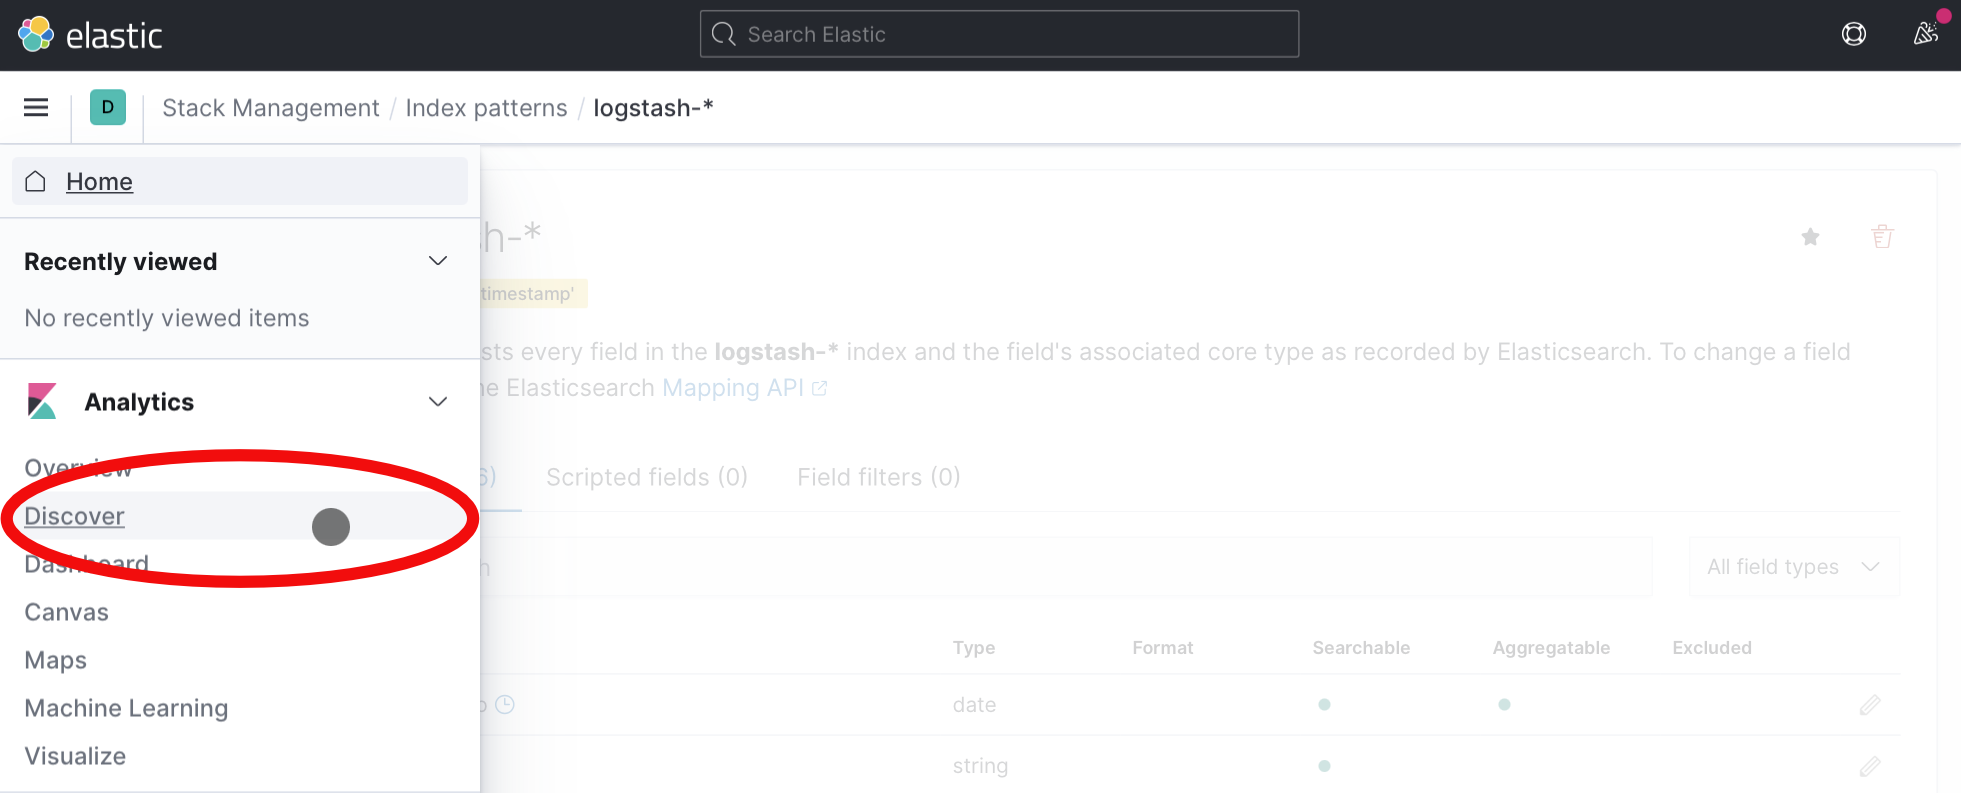 elastic
Search Elastic
D
Stack Management / Index patterns / logstash-*
Home
Recently viewed
No recently viewed items
Analytics
Overview
Discover
Dashboard
Canvas
Maps
Machine Learning
Visualize
sh-*
timestamp'
sts every field in the logstash-* index and the field's associated core type as recorded by Elasticsearch. To change a field
he Elasticsearch Mapping API
6) Scripted fields (0) Field filters (0)
h All field types
Type Format Searchable Aggregatable Excluded
p date
string